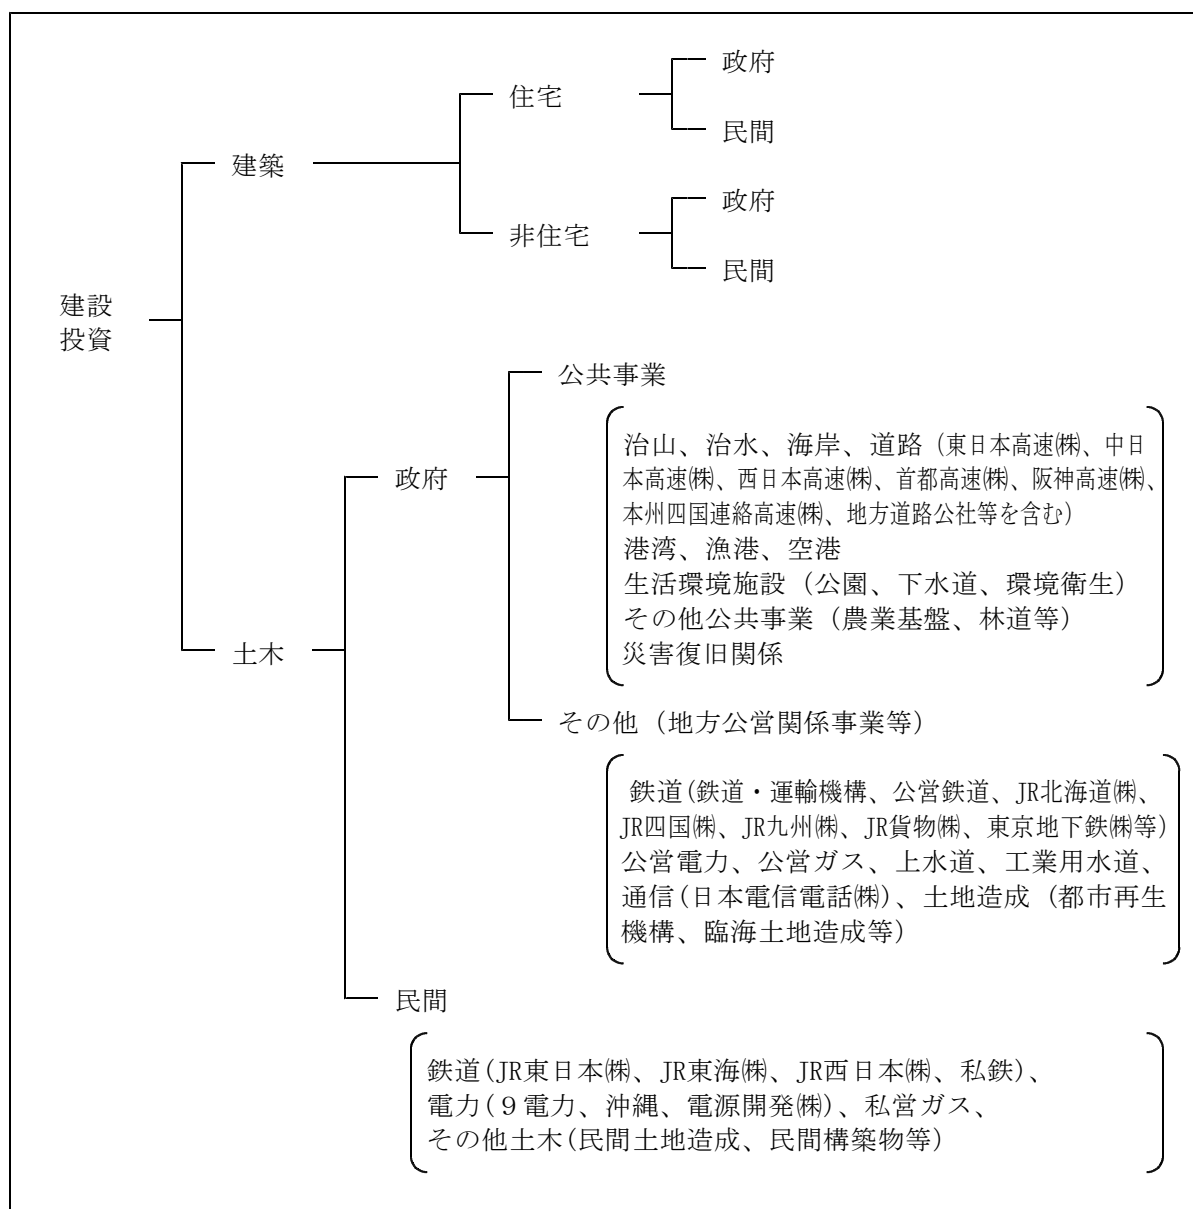 政府
住宅
民間
建築
政府
非住宅
民間
建設
投資
公共事業
治山、治水、海岸、道路（東日本高速㈱、中日
本高速㈱、西日本高速㈱、首都高速㈱、阪神高速㈱、
本州四国連絡高速㈱、地方道路公社等を含む）
港湾、漁港、空港
生活環境施設（公園、下水道、環境衛生）
その他公共事業（農業基盤、林道等）
災害復旧関係
政府
土木
その他（地方公営関係事業等）
鉄道(鉄道・運輸機構、公営鉄道、JR北海道㈱、
JR四国㈱、JR九州㈱、JR貨物㈱、東京地下鉄㈱等)
公営電力、公営ガス、上水道、工業用水道、
通信(日本電信電話㈱)、土地造成（都市再生
機構、臨海土地造成等）
民間
鉄道(JR東日本㈱、JR東海㈱、JR西日本㈱、私鉄)、
電力(９電力、沖縄、電源開発㈱)、私営ガス、
その他土木(民間土地造成、民間構築物等)